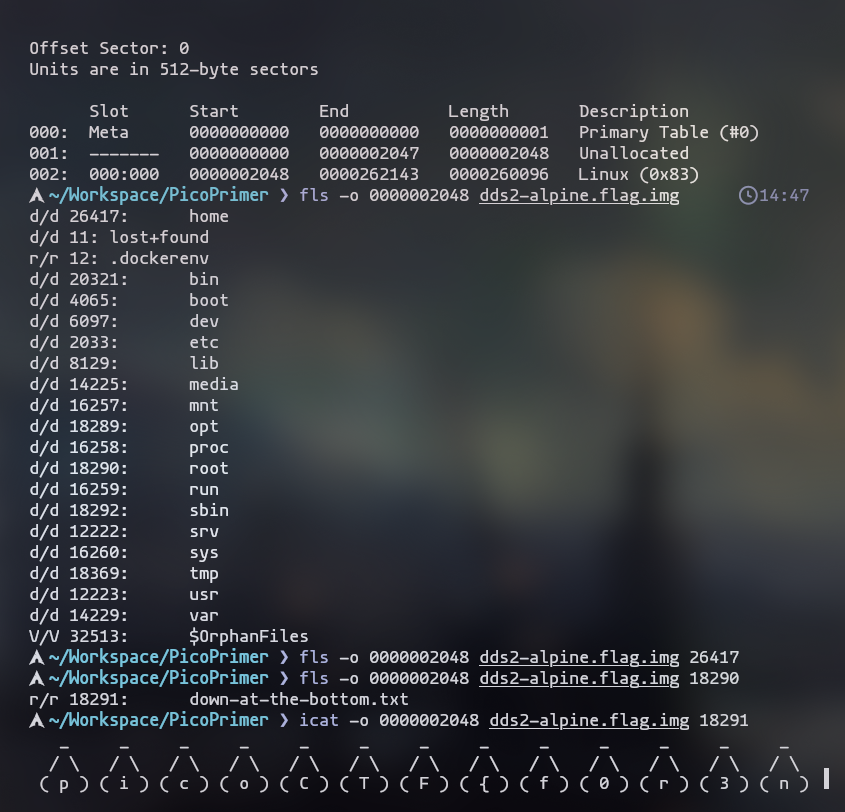 Offset Sector: 0
Units are in 512-byte sectors
      Slot      Start        End          Length       Description
000:  Meta      0000000000   0000000000   0000000001   Primary Table (#0)
001:  -------   0000000000   0000002047   0000002048   Unallocated
002:  000:000   0000002048   0000262143   0000260096   Linux (0x83)
~/Workspace/PicoPrimer ❯ fls -o 0000002048 dds2-alpine.flag.img 14:47
d/d 26417:      home
d/d 11: lost+found
r/r 12: .dockerenv
d/d 20321:      bin
d/d 4065:       boot
d/d 6097:       dev
d/d 2033:       etc
d/d 8129:       lib
d/d 14225:      media
d/d 16257:      mnt
d/d 18289:      opt
d/d 16258:      proc
d/d 18290:      root
d/d 16259:      run
d/d 18292:      sbin
d/d 12222:      srv
d/d 16260:      sys
d/d 18369:      tmp
d/d 12223:      usr
d/d 14229:      var
V/V 32513:      $OrphanFiles
~/Workspace/PicoPrimer ❯ fls -o 0000002048 dds2-alpine.flag.img 26417
~/Workspace/PicoPrimer ❯ fls -o 0000002048 dds2-alpine.flag.img 18290
r/r 18291:      down-at-the-bottom.txt
~/Workspace/PicoPrimer ❯ icat -o 0000002048 dds2-alpine.flag.img 18291
   _     _     _     _     _     _     _     _     _     _     _     _     _
  / \   / \   / \   / \   / \   / \   / \   / \   / \   / \   / \   / \   / \
 ( p ) ( i ) ( c ) ( o ) ( C ) ( T ) ( F ) ( { ) ( f ) ( 0 ) ( r ) ( 3 ) ( n )